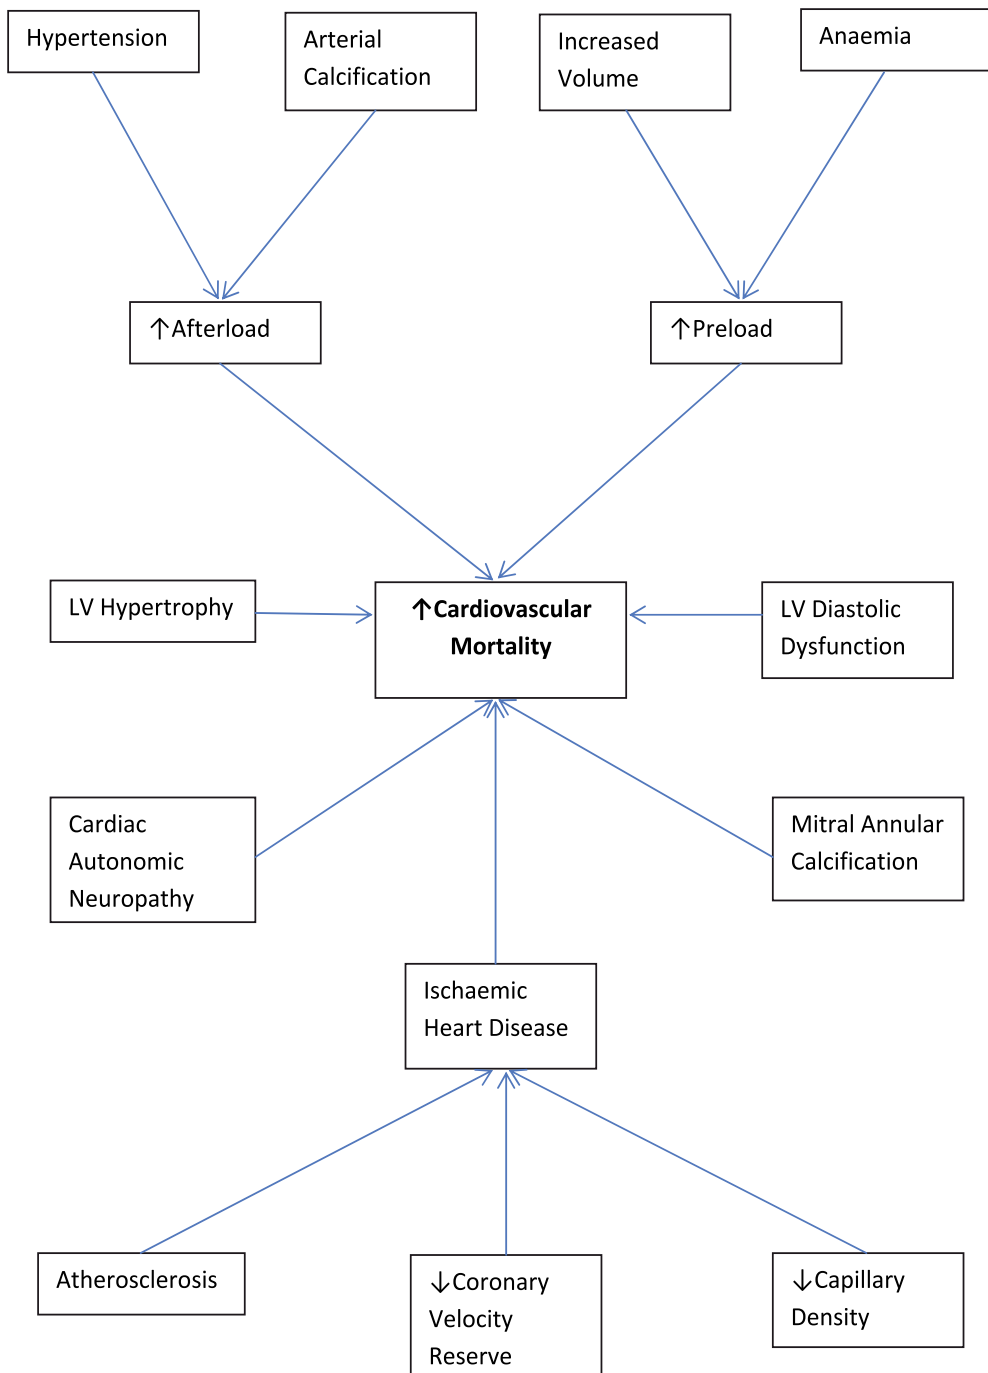 Hypertension
Arterial
Calcification
Increased
Volume
Anaemia
↑Afterload
↑Preload
LV Hypertrophy
↑Cardiovascular
Mortality
LV Diastolic
Dysfunction
Cardiac
Autonomic
Neuropathy
Mitral Annular
Calcification
Ischaemic
Heart Disease
Atherosclerosis
↓Coronary
Velocity
Reserve
↓Capillary
Density